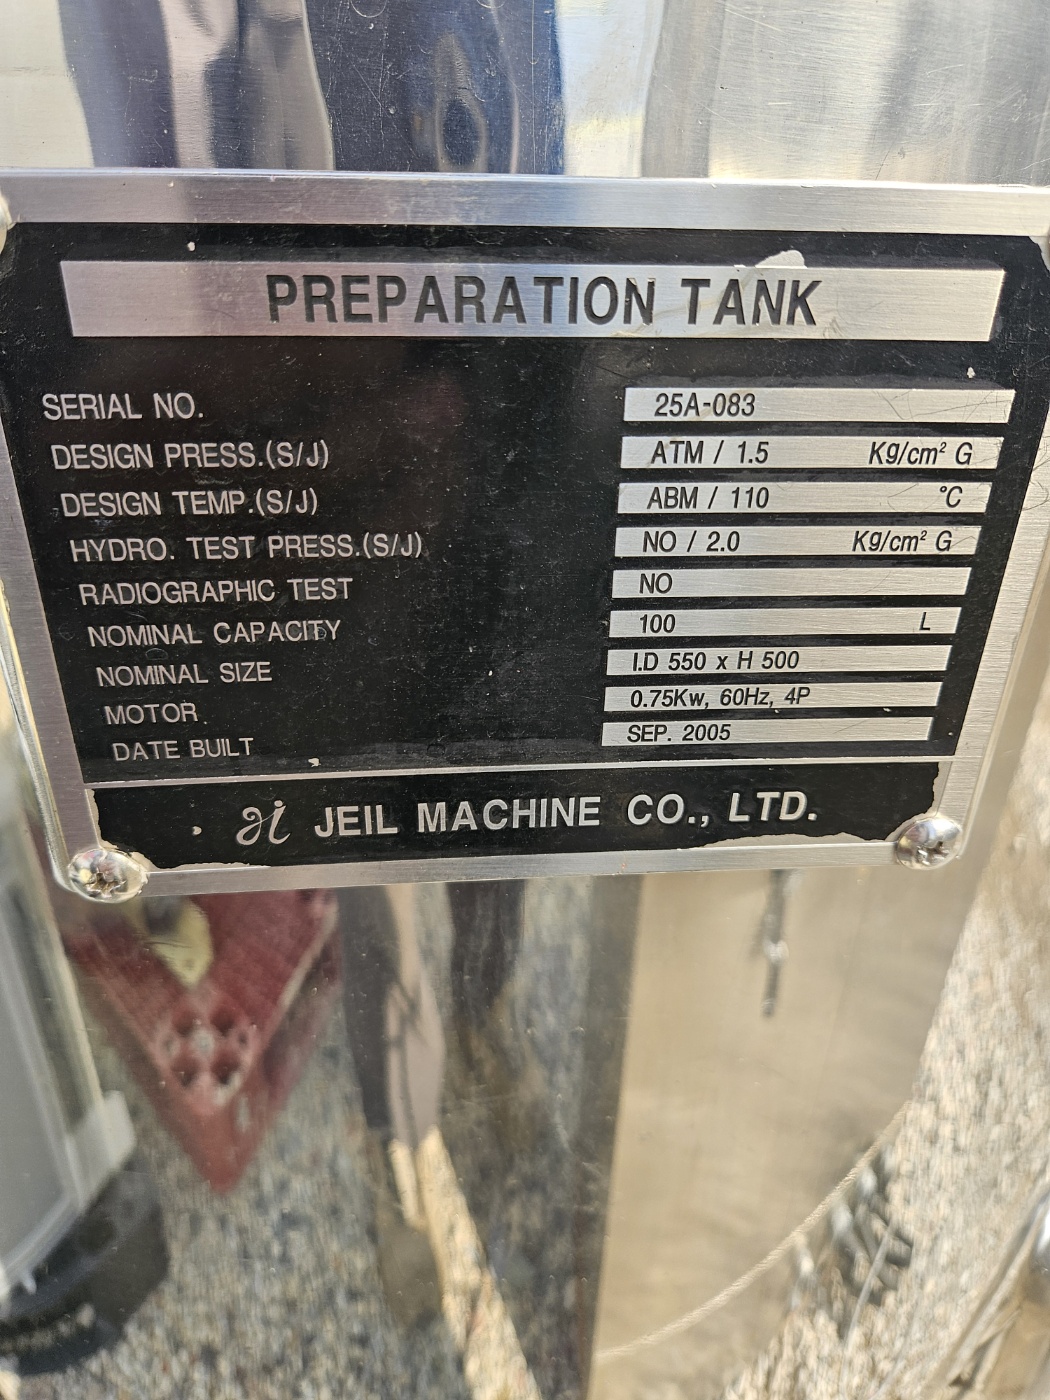 PREPARATION TANK
SERIAL NO. 25A-083
DESIGN PRESS.(S/J) ATM / 1.5 Kg/cm² G
DESIGN TEMP.(S/J) ABM / 110 °C
HYDRO. TEST PRESS.(S/J) NO / 2.0 Kg/cm² G
RADIOGRAPHIC TEST NO
NOMINAL CAPACITY 100 L
NOMINAL SIZE I.D 550 x H 500
MOTOR 0.75Kw, 60Hz, 4P
DATE BUILT SEP. 2005
JEIL MACHINE CO., LTD.